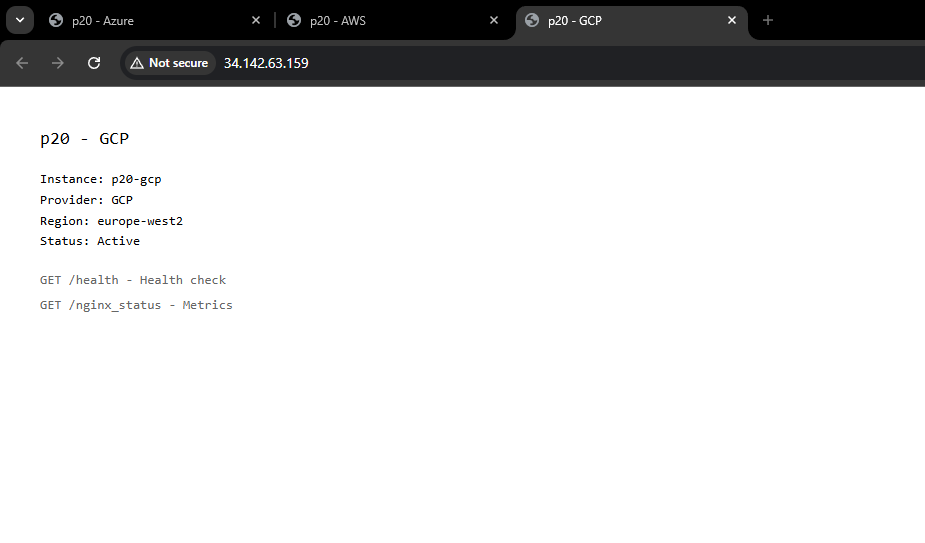 p20 - Azure
p20 - AWS
p20 - GCP
Not secure
34.142.63.159
p20 - GCP
Instance: p20-gcp
Provider: GCP
Region: europe-west2
Status: Active
GET /health - Health check
GET /nginx_status - Metrics